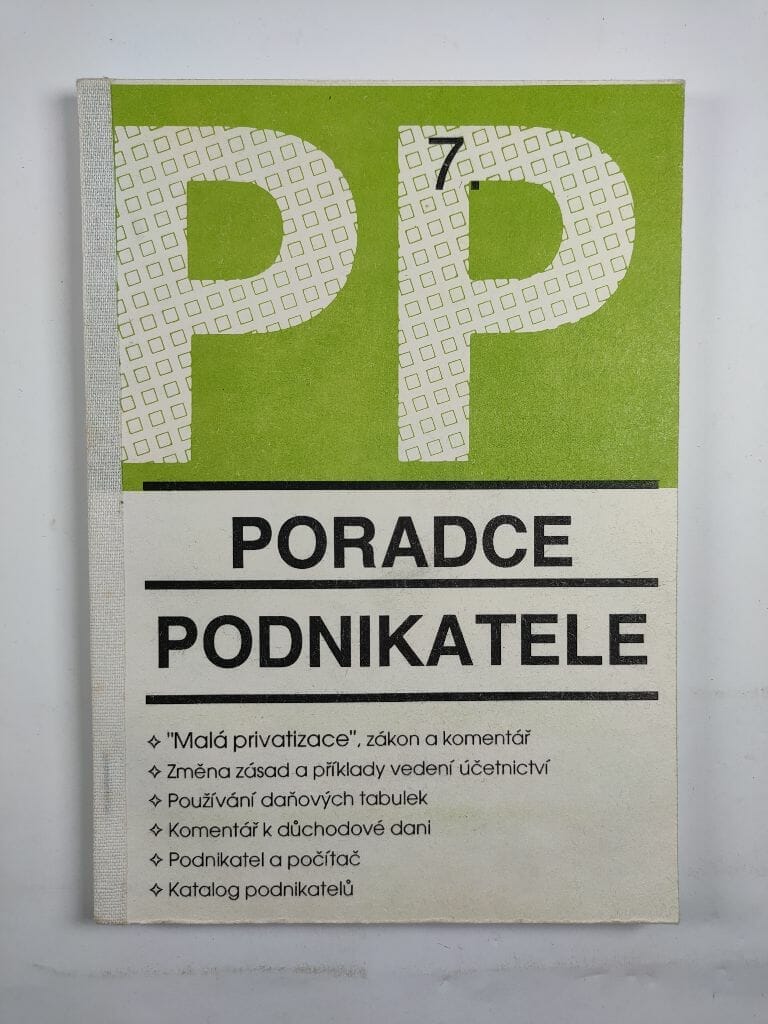 PP
7.
PORADCE
PODNIKATELE
✧ "Malá privatizace", zákon a komentář
✧ Změna zásad a příklady vedení účetnictví
✧ Používání daňových tabulek
✧ Komentář k důchodové dani
✧ Podnikatel a počítač
✧ Katalog podnikatelů